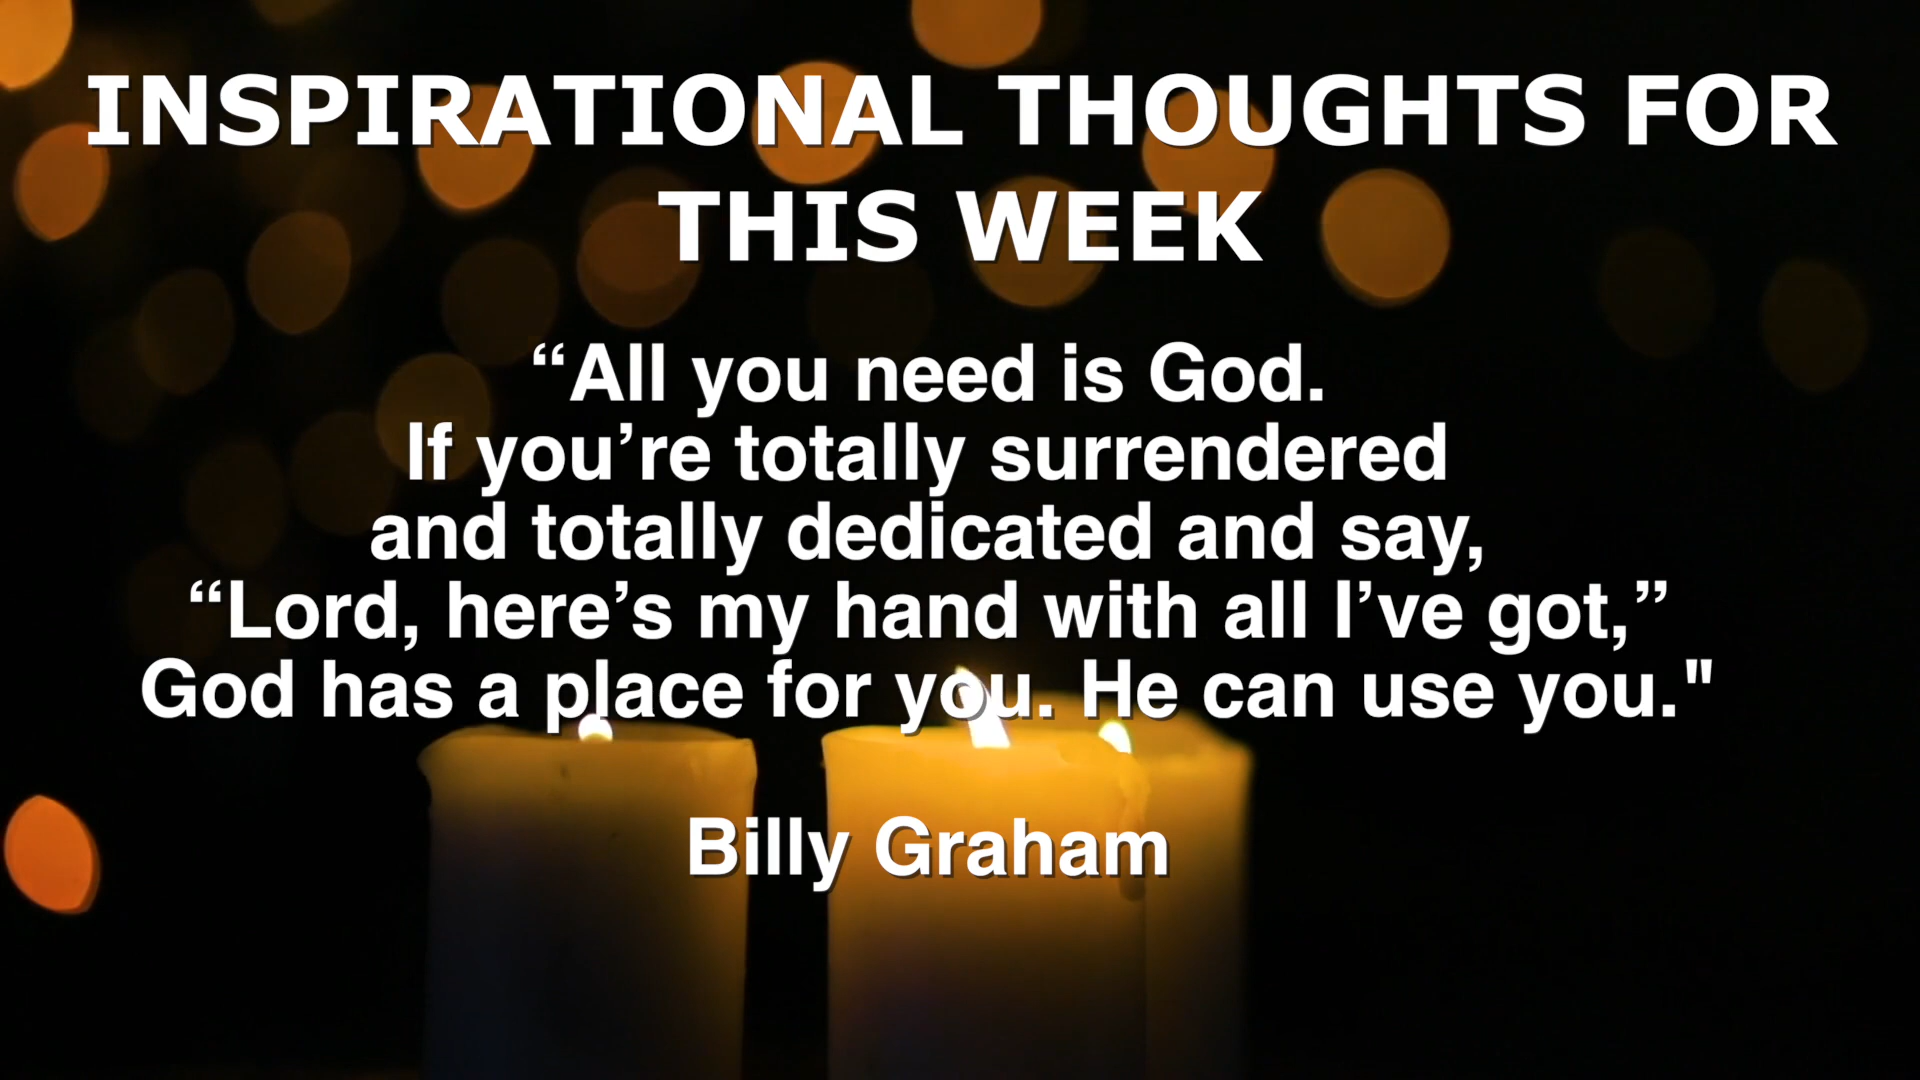 INSPIRATIONAL THOUGHTS FOR
THIS WEEK
“All you need is God.
If you’re totally surrendered
and totally dedicated and say,
“Lord, here’s my hand with all I’ve got,”
God has a place for you. He can use you."
Billy Graham